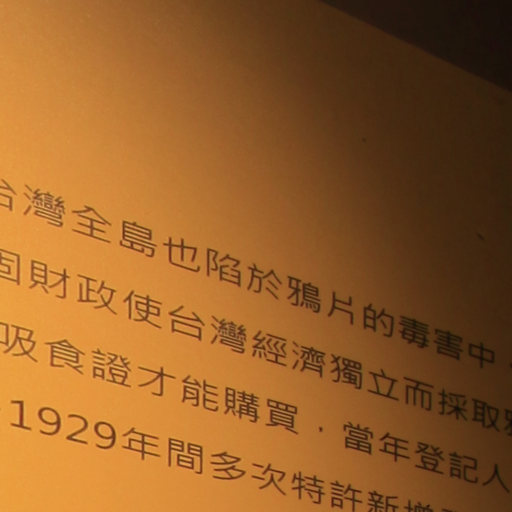 台灣全島也陷於鴉片的毒害中，
固財政使台灣經濟獨立而採取
吸食證才能購買，當年登記人
1929年間多次特許新增